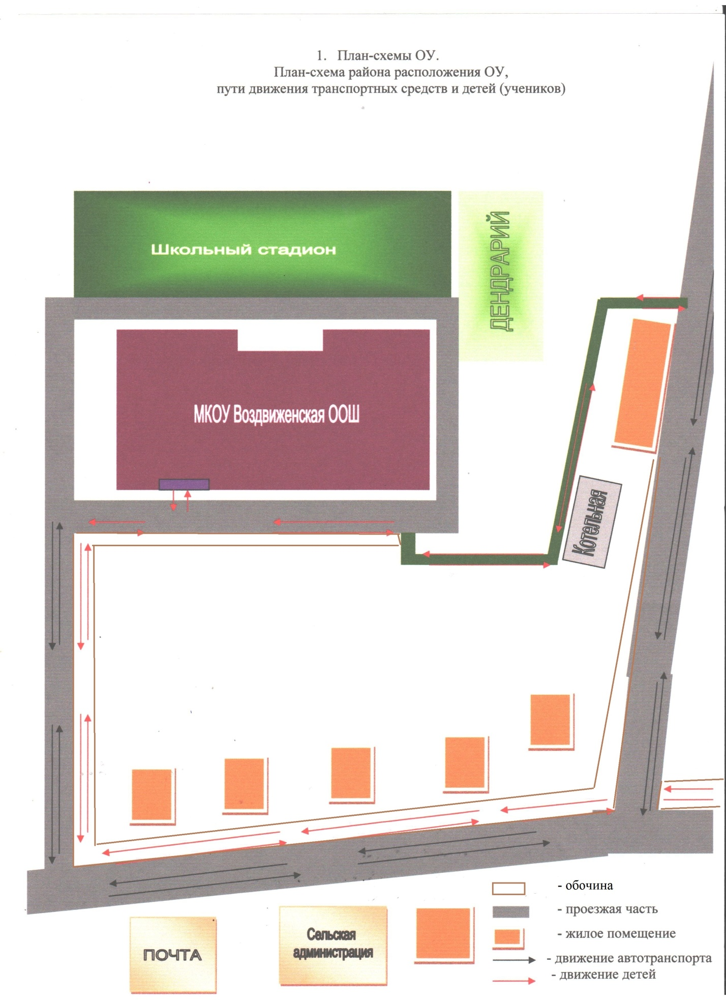 1. План-схемы ОУ.
План-схема района расположения ОУ,
пути движения транспортных средств и детей (учеников)
Школьный стадион
ДЕНДРАРИЙ
МКОУ Воздвиженская ООШ
Котельная
- обочина
- проезжая часть
- жилое помещение
- движение автотранспорта
- движение детей
ПОЧТА
Сельская
администрация